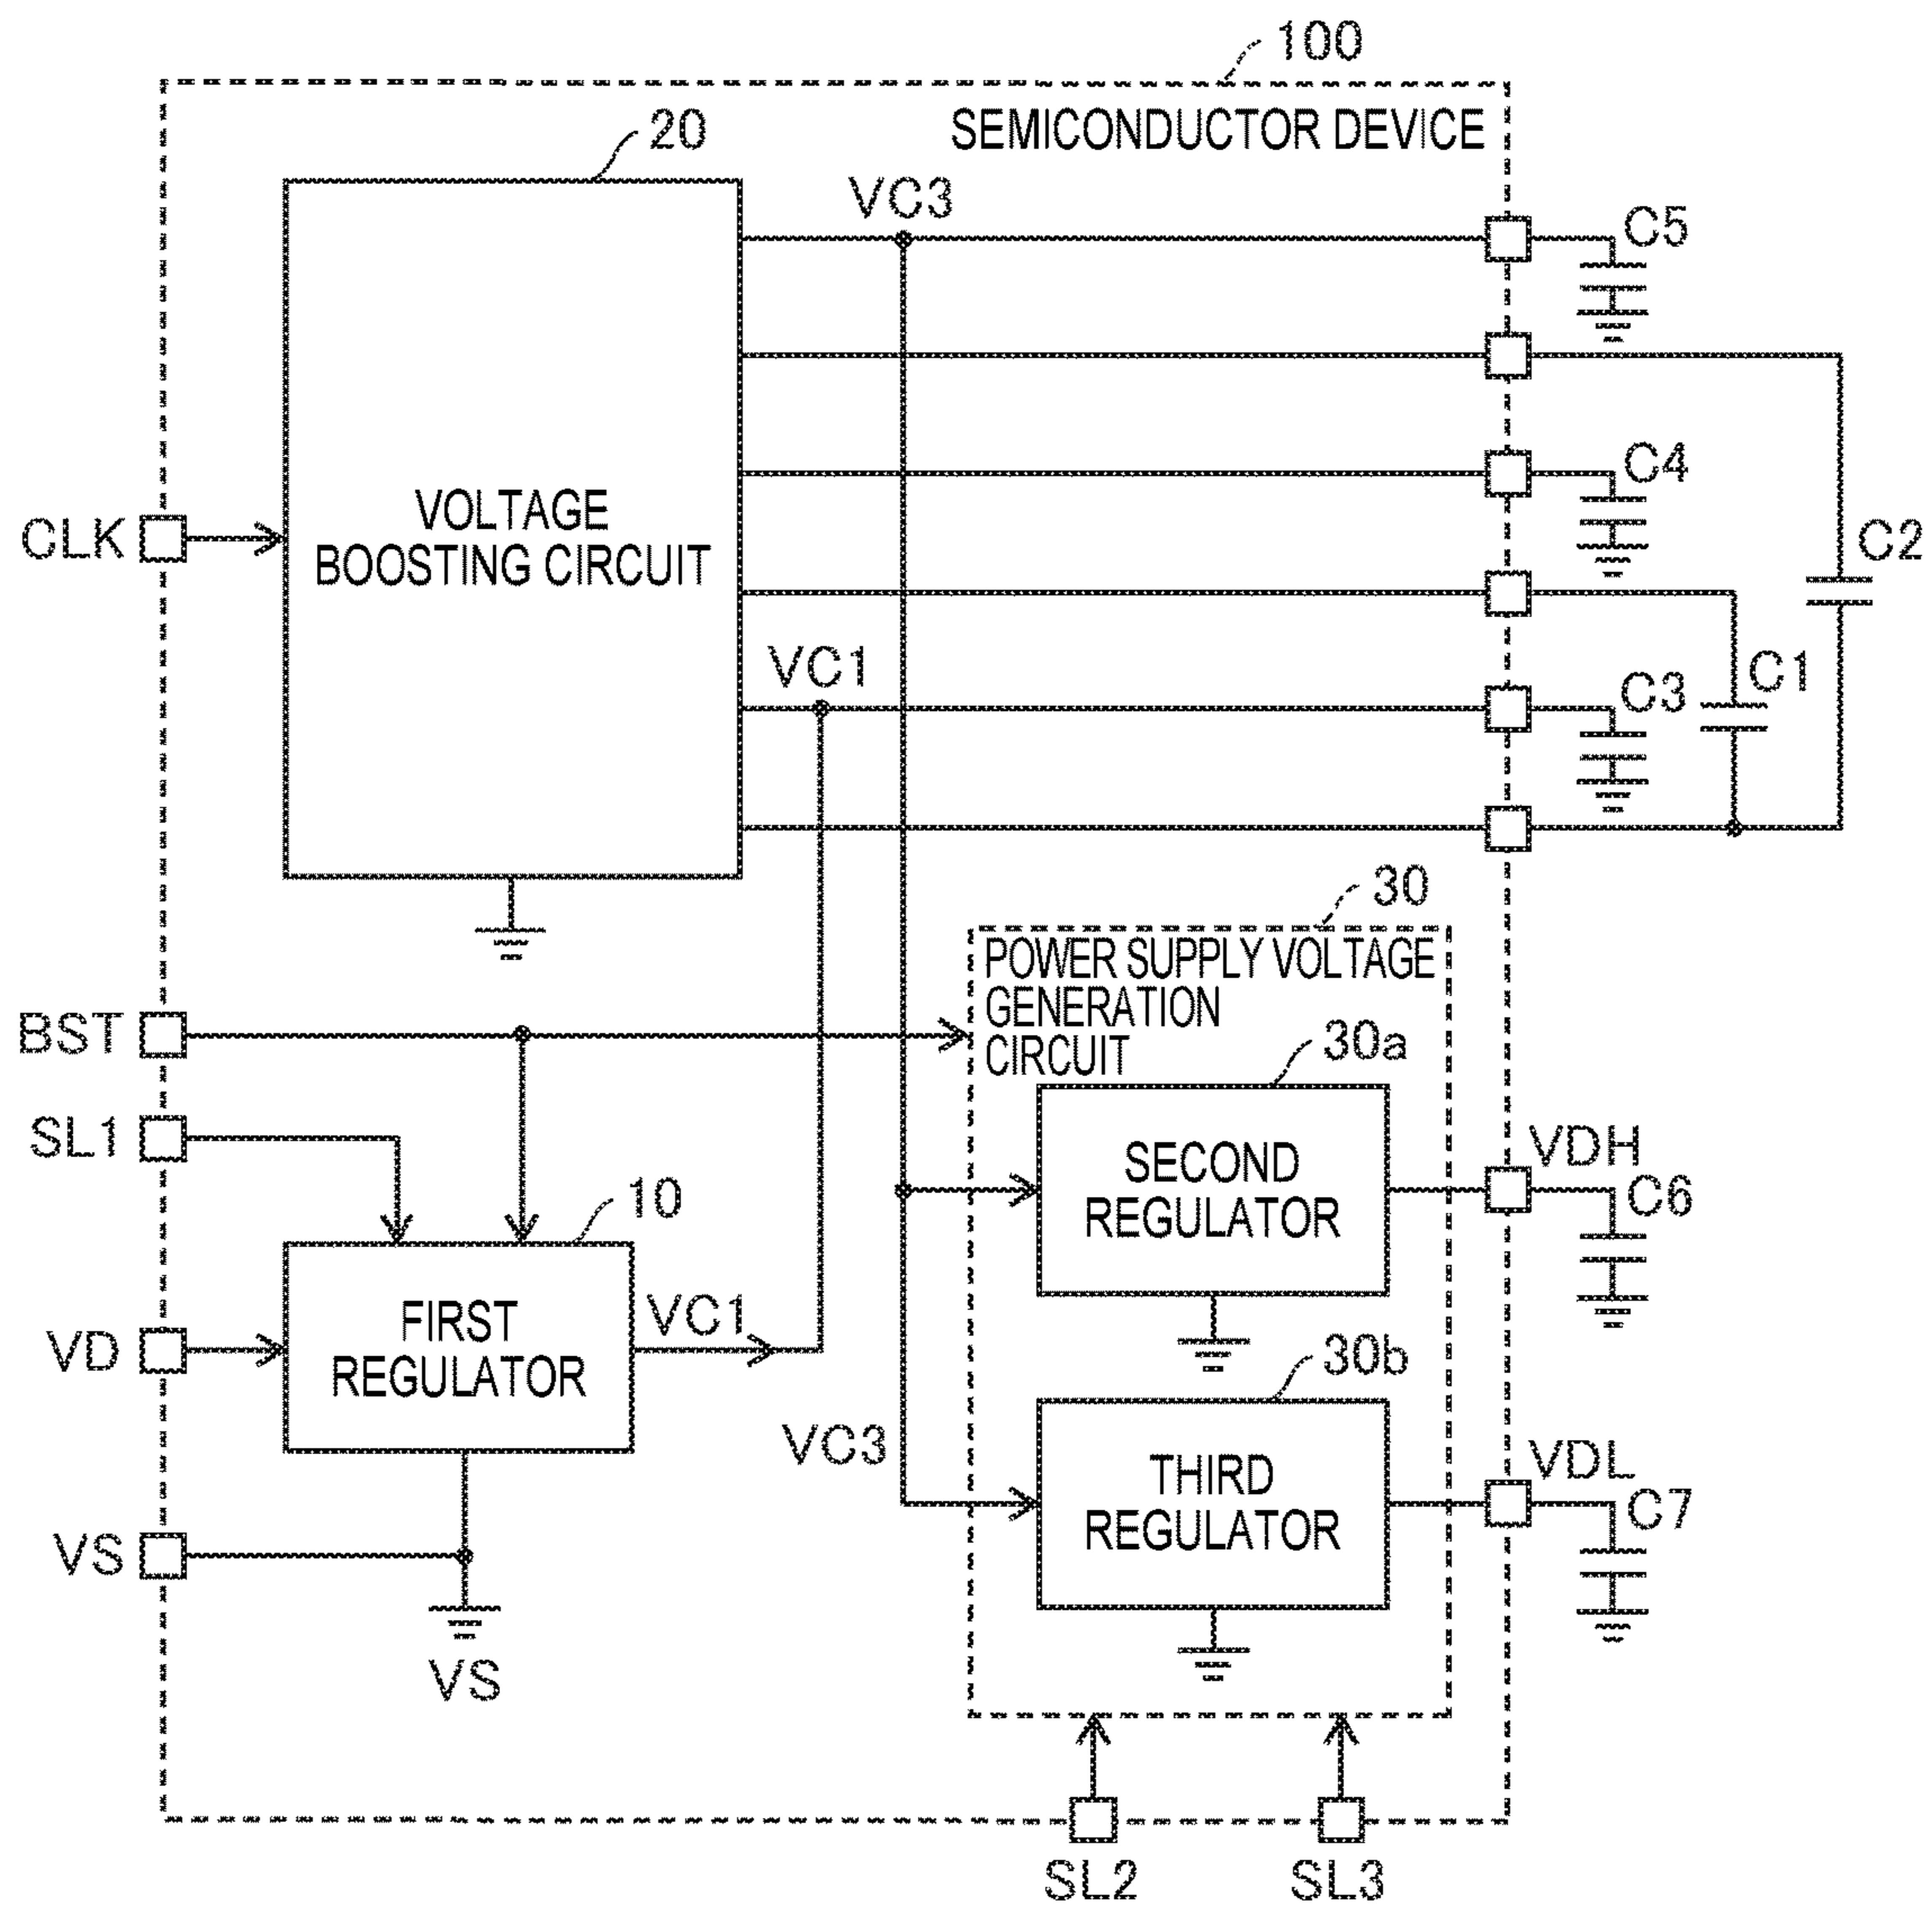 100
SEMICONDUCTOR DEVICE
20
VC3
C5
VOLTAGE
BOOSTING CIRCUIT
CLK
C4
C2
VC1
C3
C1
30
POWER SUPPLY VOLTAGE
GENERATION
CIRCUIT
BST
30a
SL1
SECOND
REGULATOR
VDH
C6
10
FIRST
REGULATOR
VC1
VD
30b
VC3
THIRD
REGULATOR
VDL
C7
VS
VS
SL2
SL3